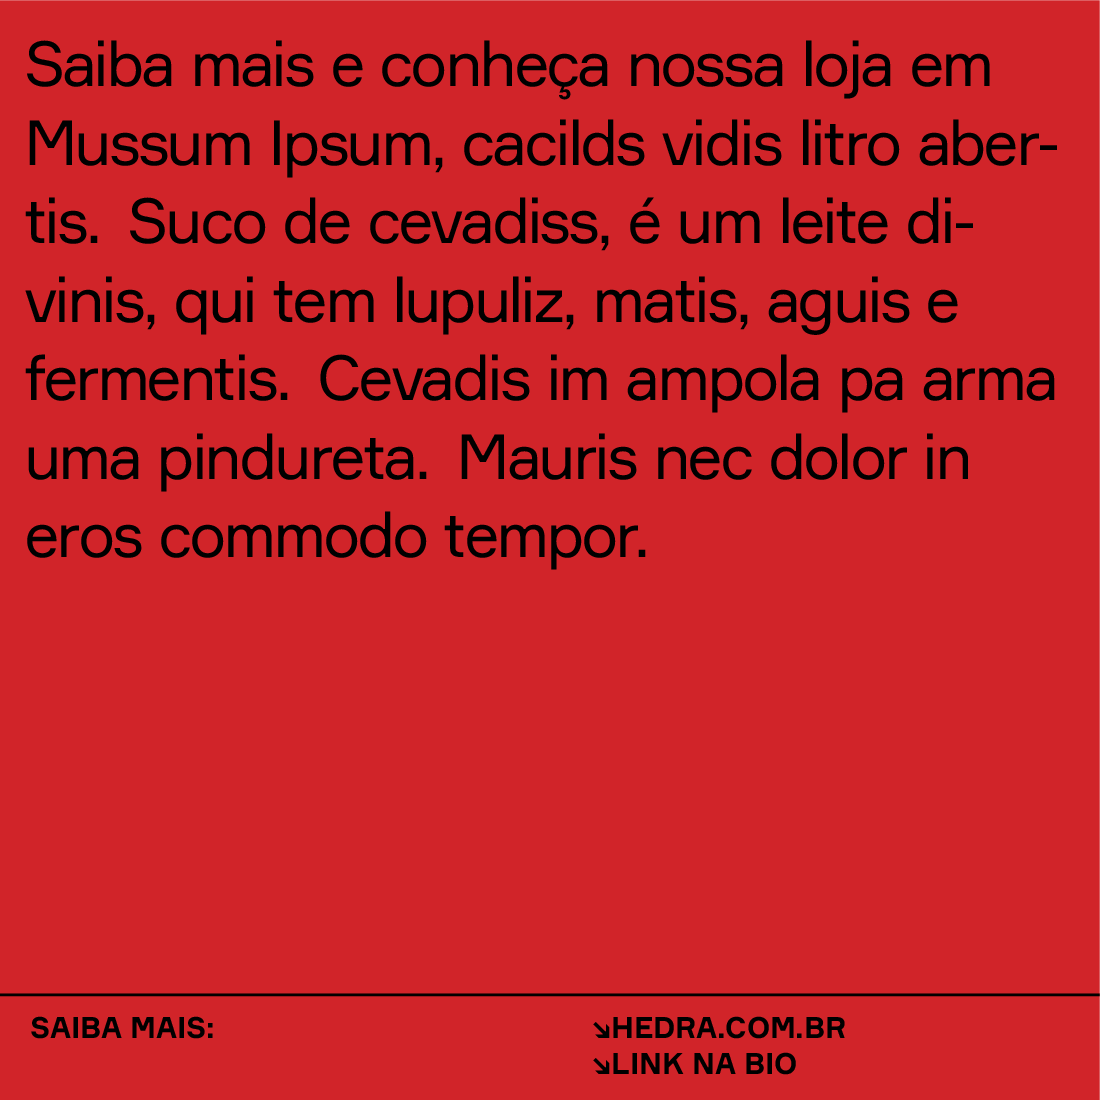 Saiba mais e conheça nossa loja em
Mussum Ipsum, cacilds vidis litro aber-
tis.  Suco de cevadiss, é um leite di-
vinis, qui tem lupuliz, matis, aguis e
fermentis.  Cevadis im ampola pa arma
uma pindureta.  Mauris nec dolor in
eros commodo tempor.
SAIBA MAIS:
↘HEDRA.COM.BR
↘LINK NA BIO